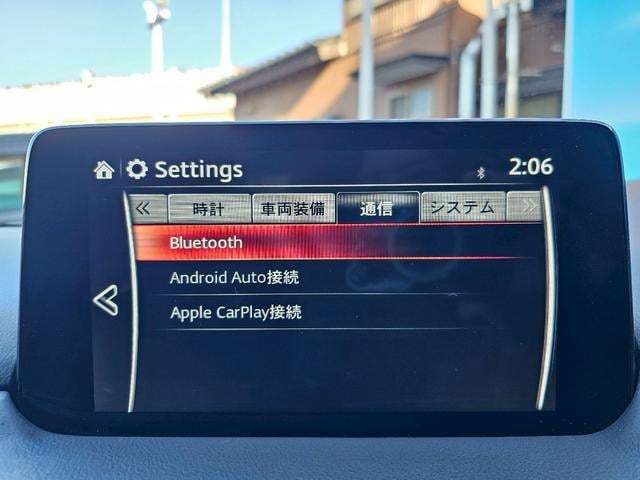 Settings 2:06
≪ 時計 車両装備 通信 システム ≫
Bluetooth
Android Auto接続
Apple CarPlay接続